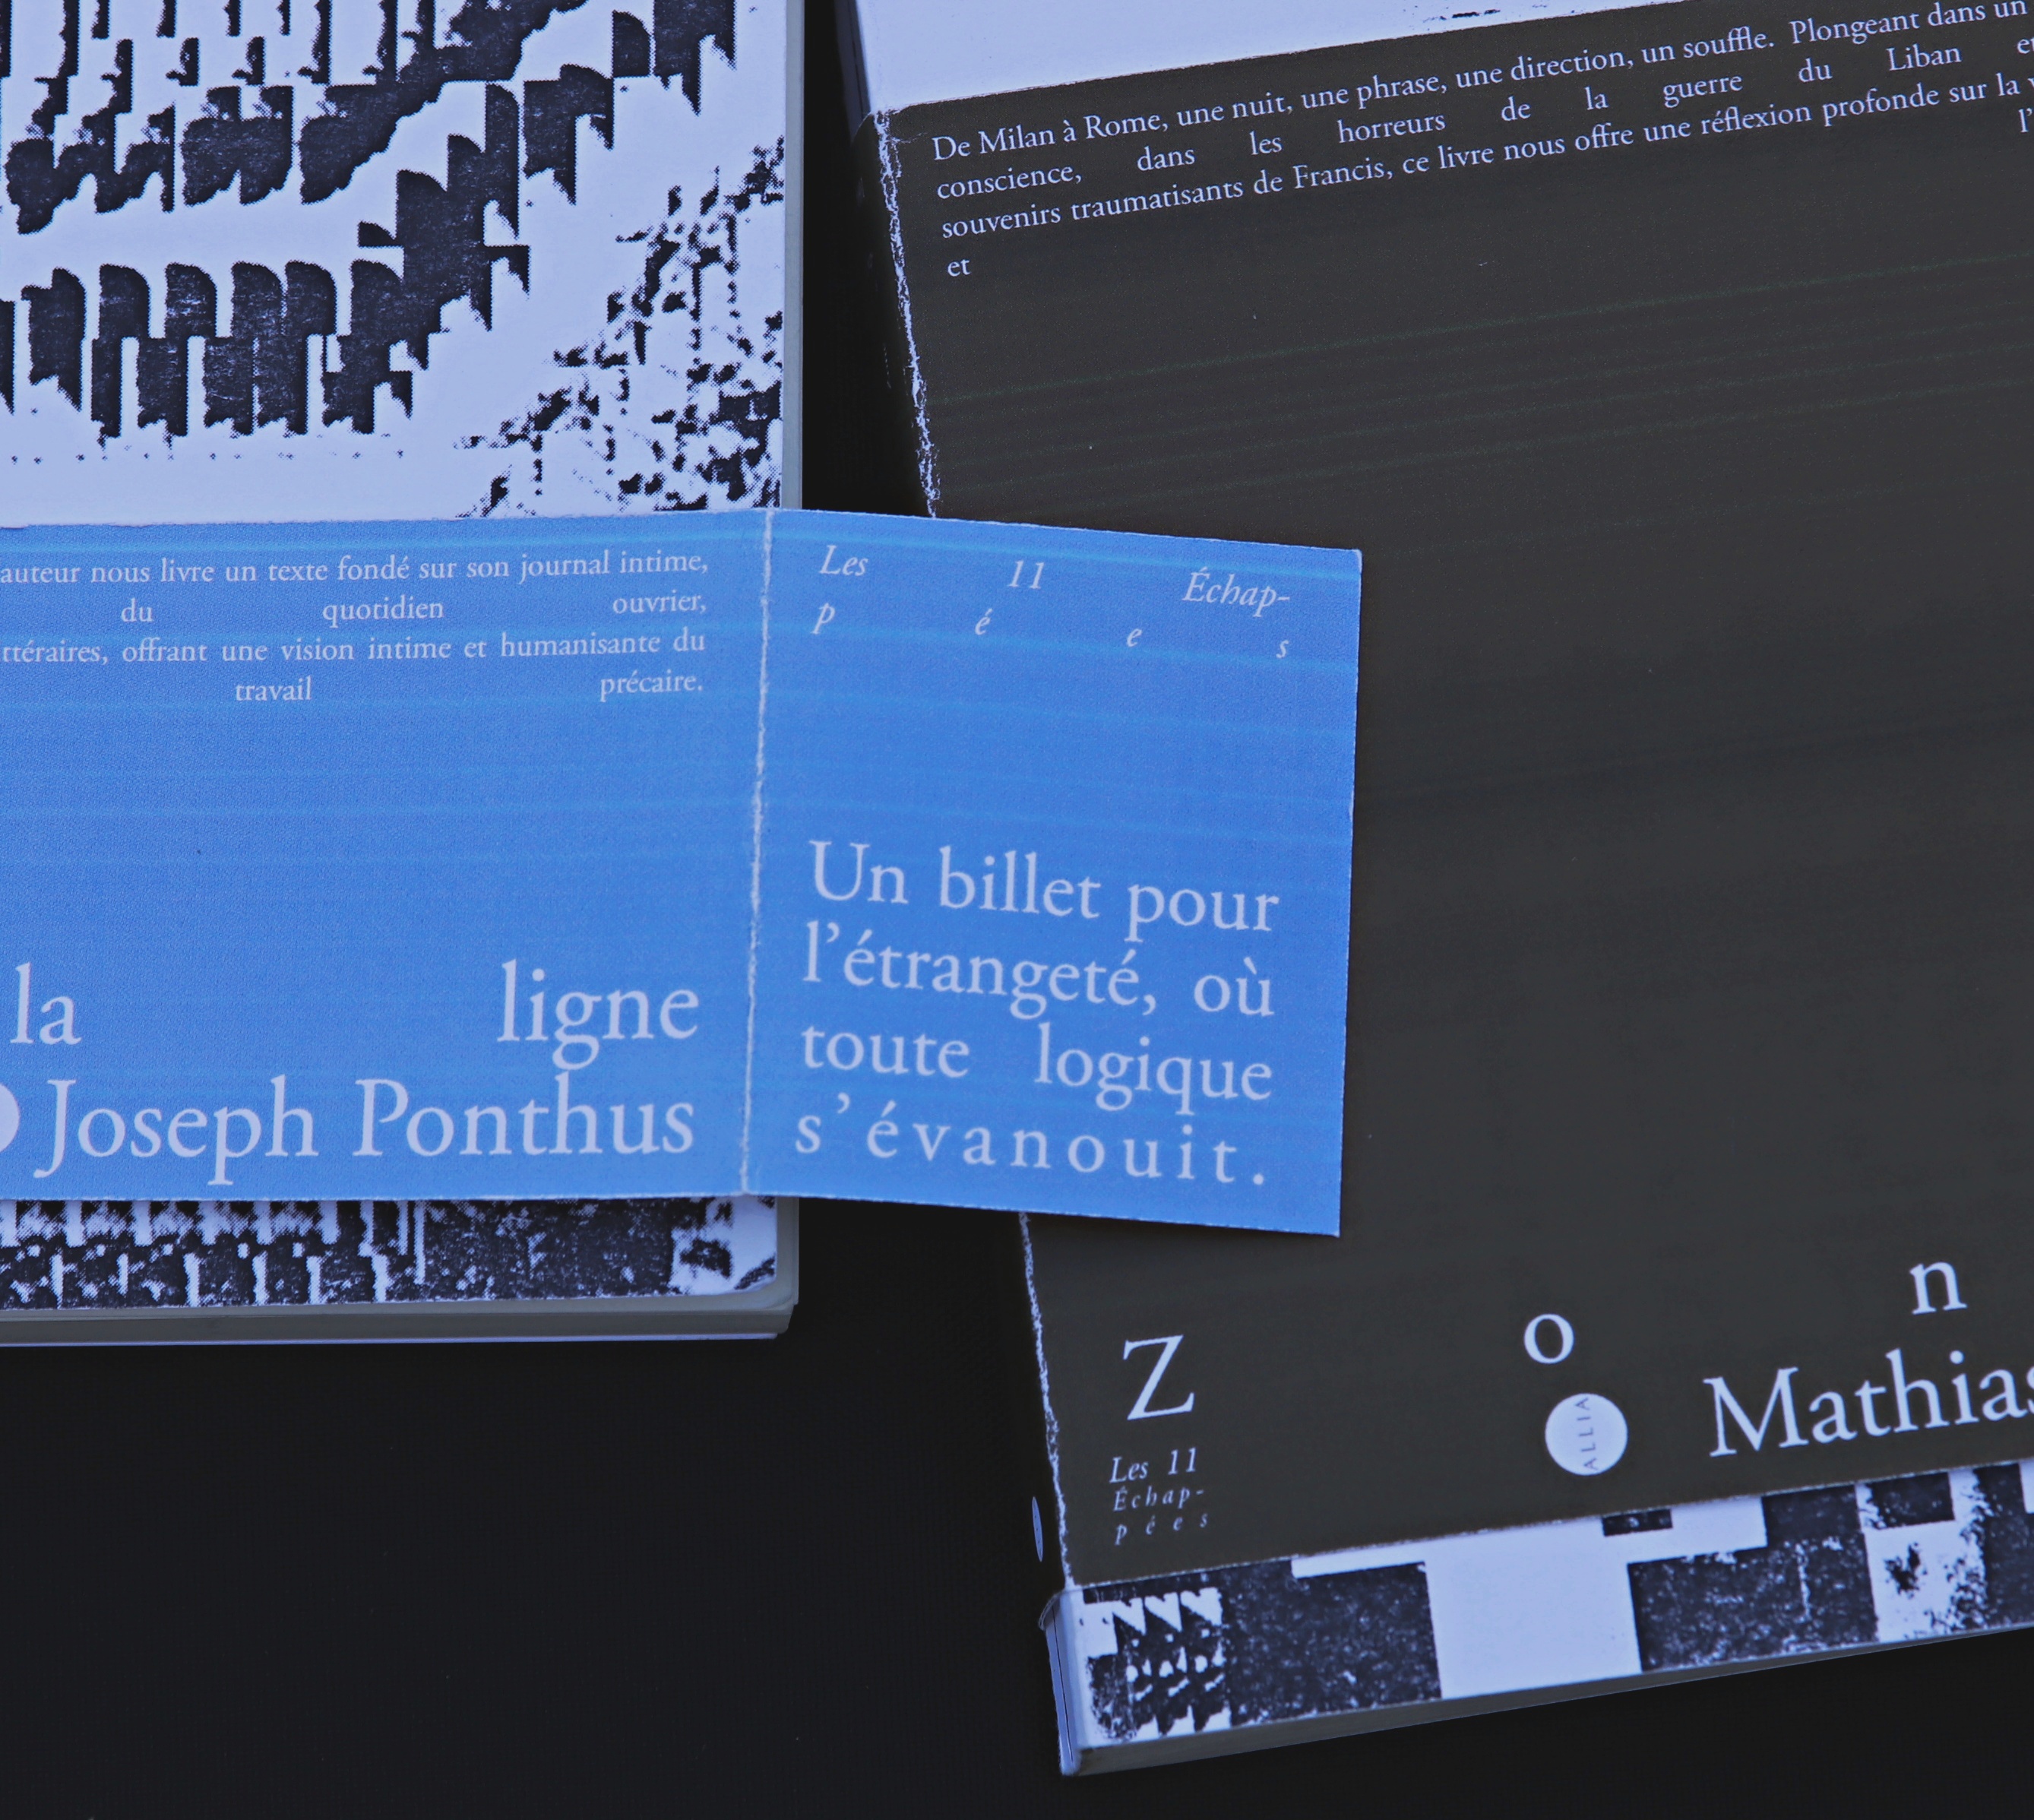 De Milan à Rome, une nuit, une phrase, une direction, un souffle. Plongeant dans un
conscience, dans les horreurs de la guerre du Liban
souvenirs traumatisants de Francis, ce livre nous offre une réflexion profonde sur la
et l'
auteur nous livre un texte fondé sur son journal intime,
du quotidien ouvrier,
ttéraires, offrant une vision intime et humanisante du
travail précaire.
la ligne
Joseph Ponthus
Les 11 Échap-
p é e s
Un billet pour
l’étrangeté, où
toute logique
s’évanouit.
Z o n
ALLIA Mathias
Les 11
Échap-
p é e s